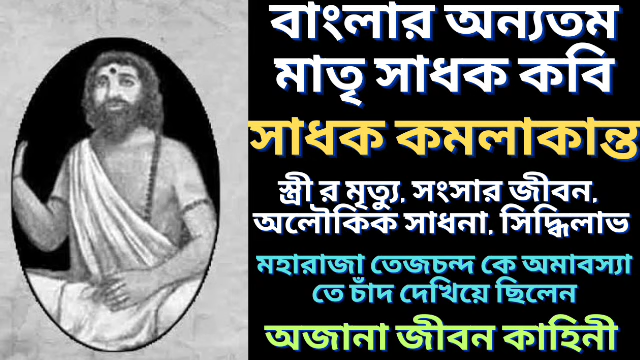 বাংলার অন্যতম
মাতৃ সাধক কবি
সাধক কমলাকান্ত
স্ত্রী র মৃত্যু, সংসার জীবন,
অলৌকিক সাধনা, সিদ্ধিলাভ
মহারাজা তেজচন্দ কে অমাবস্যা
তে চাঁদ দেখিয়ে ছিলেন
অজানা জীবন কাহিনী